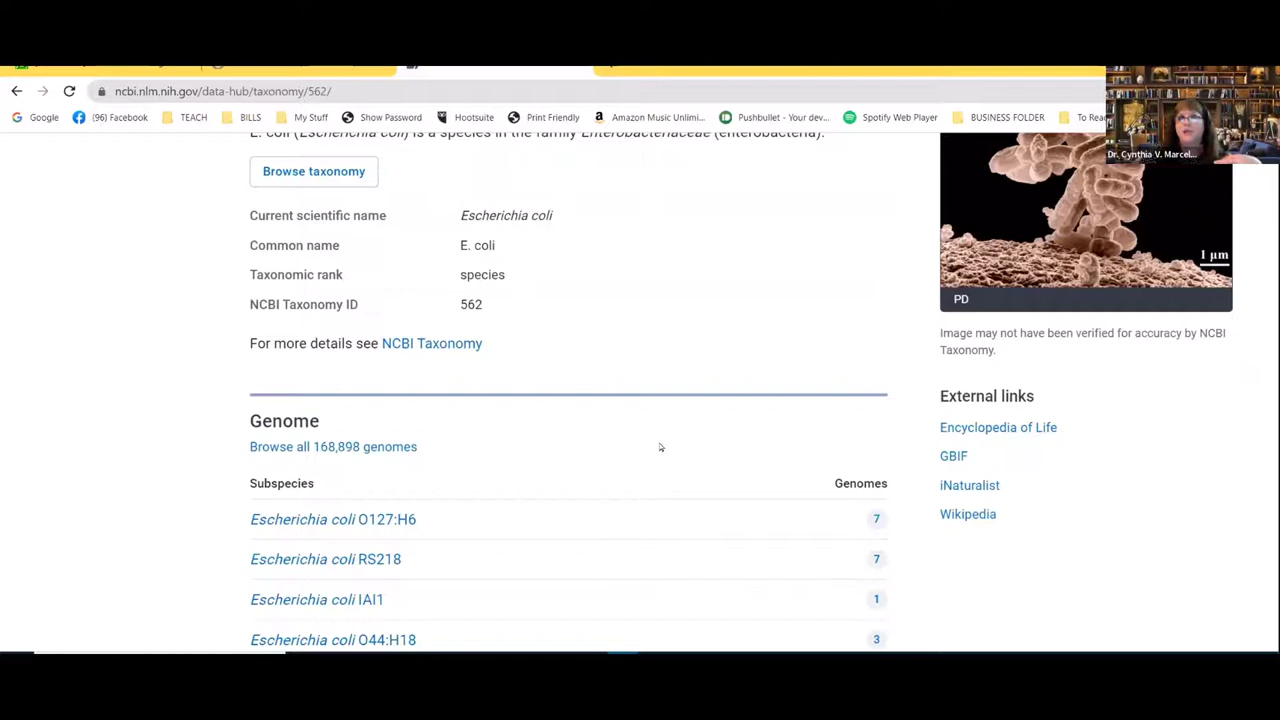 ncbi.nlm.nih.gov/data-hub/taxonomy/562/
Google
(96) Facebook
TEACH
BILLS
My Stuff
Show Password
Hootsuite
Print Friendly
Amazon Music Unlimi...
Pushbullet - Your dev...
Spotify Web Player
BUSINESS FOLDER
To Rea
Dr. Cynthia V. Marcel...
E. coli (Escherichia coli) is a species in the family Enterobacteriaceae (enterobacteria).
Browse taxonomy
Current scientific name Escherichia coli
Common name E. coli
Taxonomic rank species
NCBI Taxonomy ID 562
For more details see NCBI Taxonomy
Genome
Browse all 168,898 genomes
Subspecies Genomes
Escherichia coli O127:H6 7
Escherichia coli RS218 7
Escherichia coli IAI1 1
Escherichia coli O44:H18 3
1 µm
PD
Image may not have been verified for accuracy by NCBI
Taxonomy.
External links
Encyclopedia of Life
GBIF
iNaturalist
Wikipedia